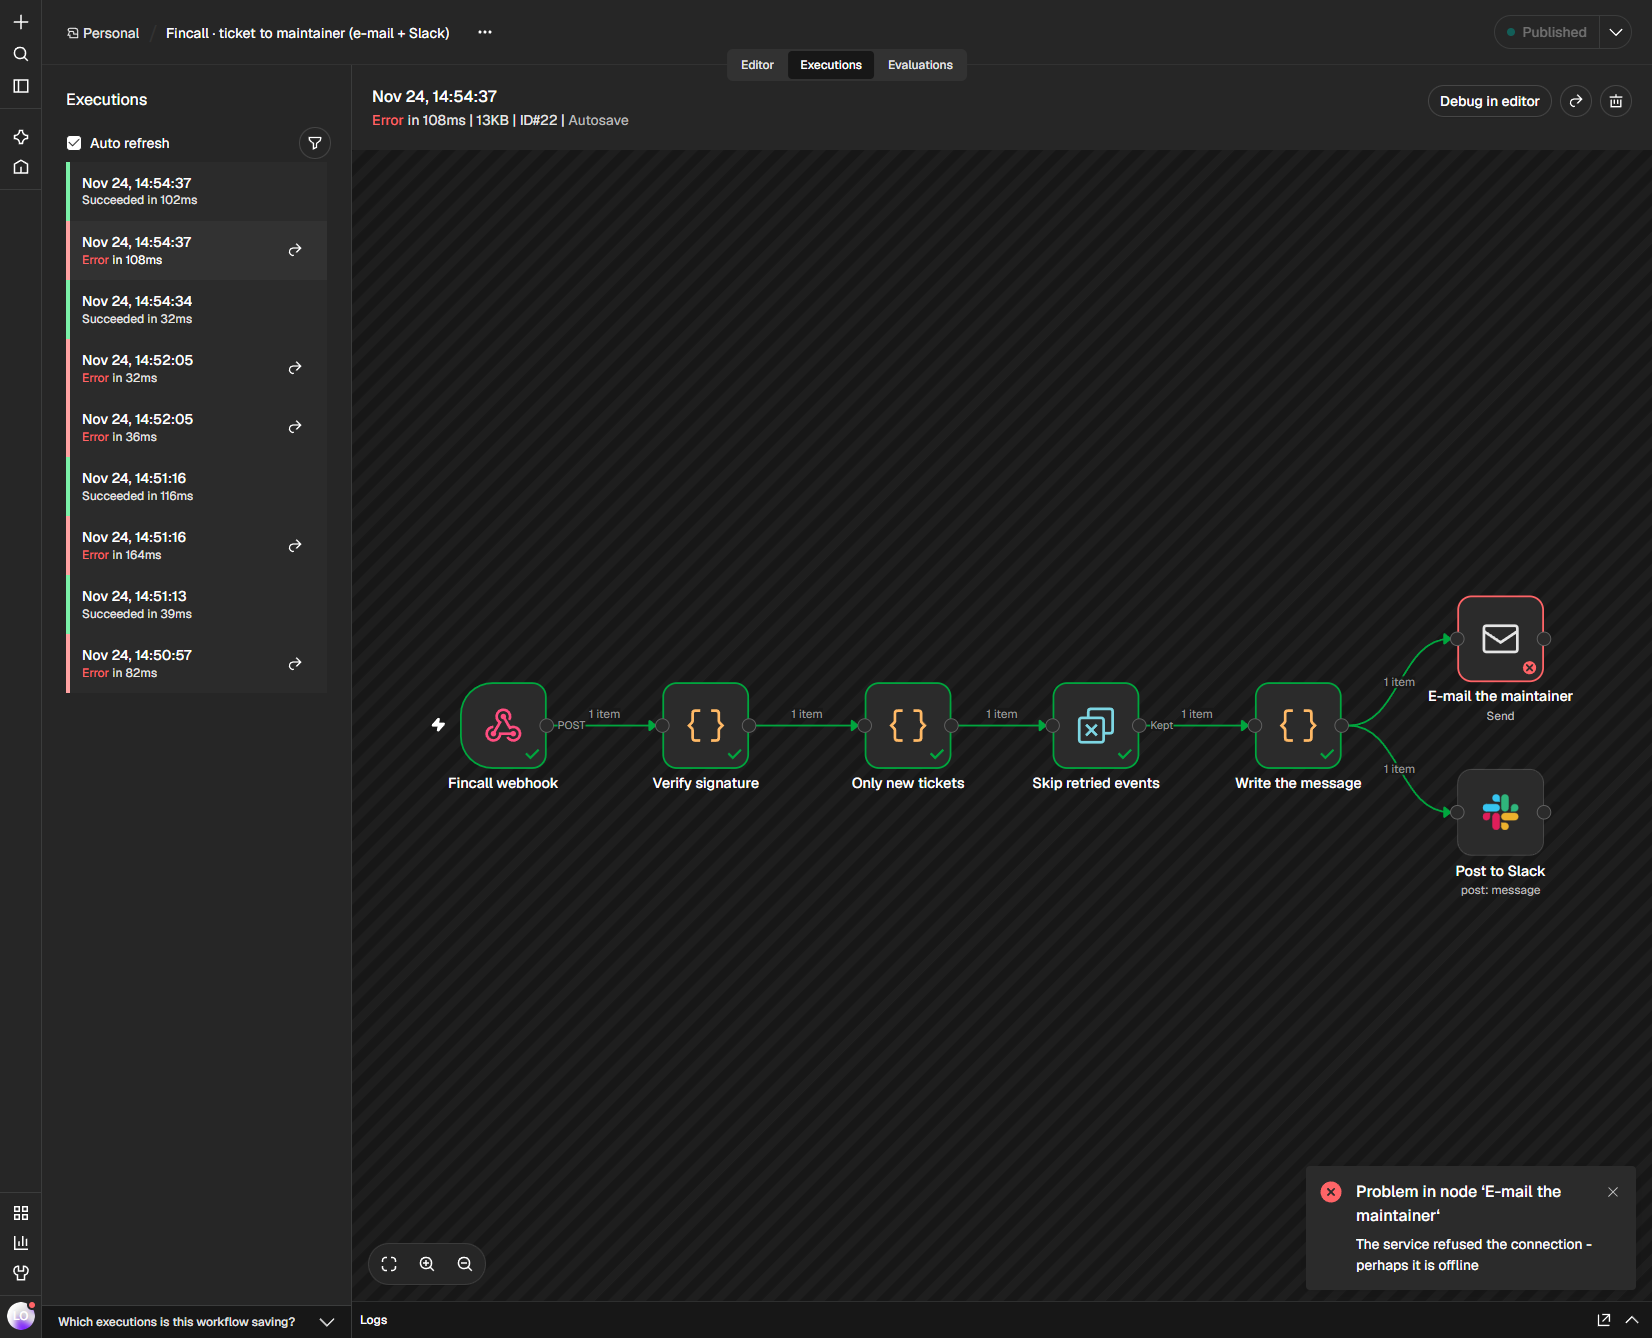 Personal / Fincall · ticket to maintainer (e-mail + Slack) ···
Published
Editor Executions Evaluations
Executions
Auto refresh
Nov 24, 14:54:37
Succeeded in 102ms
Nov 24, 14:54:37
Error in 108ms
Nov 24, 14:54:34
Succeeded in 32ms
Nov 24, 14:52:05
Error in 32ms
Nov 24, 14:52:05
Error in 36ms
Nov 24, 14:51:16
Succeeded in 116ms
Nov 24, 14:51:16
Error in 164ms
Nov 24, 14:51:13
Succeeded in 39ms
Nov 24, 14:50:57
Error in 82ms
Which executions is this workflow saving?
Nov 24, 14:54:37
Error in 108ms | 13KB | ID#22 | Autosave
Debug in editor
POST
1 item
1 item
1 item
Kept
1 item
1 item
1 item
Fincall webhook
Verify signature
Only new tickets
Skip retried events
Write the message
E-mail the maintainer
Send
Post to Slack
post: message
Problem in node ‘E-mail the
maintainer‘
The service refused the connection -
perhaps it is offline
Logs